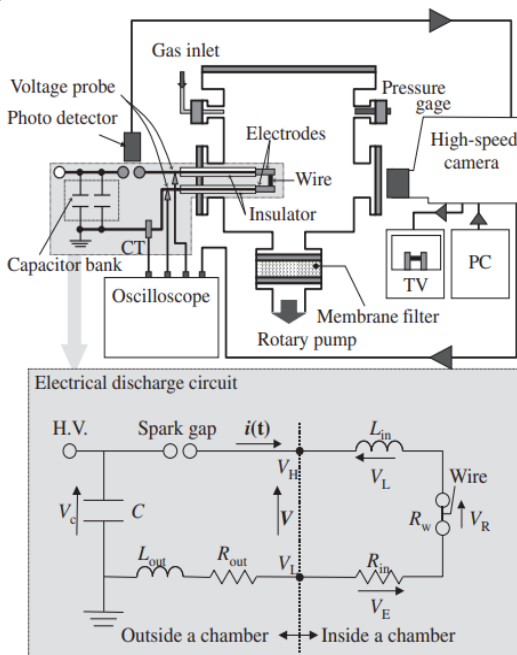 Gas inlet
Voltage probe
Photo detector
Pressure
gage
High-speed
camera
Electrodes
Wire
Insulator
CT
Capacitor bank
Oscilloscope
TV
PC
Membrane filter
Rotary pump
Electrical discharge circuit
H.V.
Spark gap
i(t)
L_in
V_H
V_L
Wire
V_c
C
V
R_w
V_R
L_out
R_out
V_L
R_in
V_E
Outside a chamber
Inside a chamber